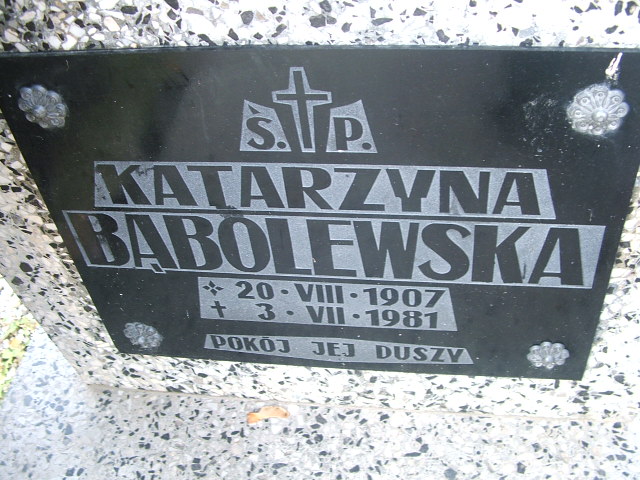 Ś. P.
KATARZYNA
BĄBOLEWSKA
20 · VIII · 1907
✝ 3 · VII · 1981
POKÓJ JEJ DUSZY